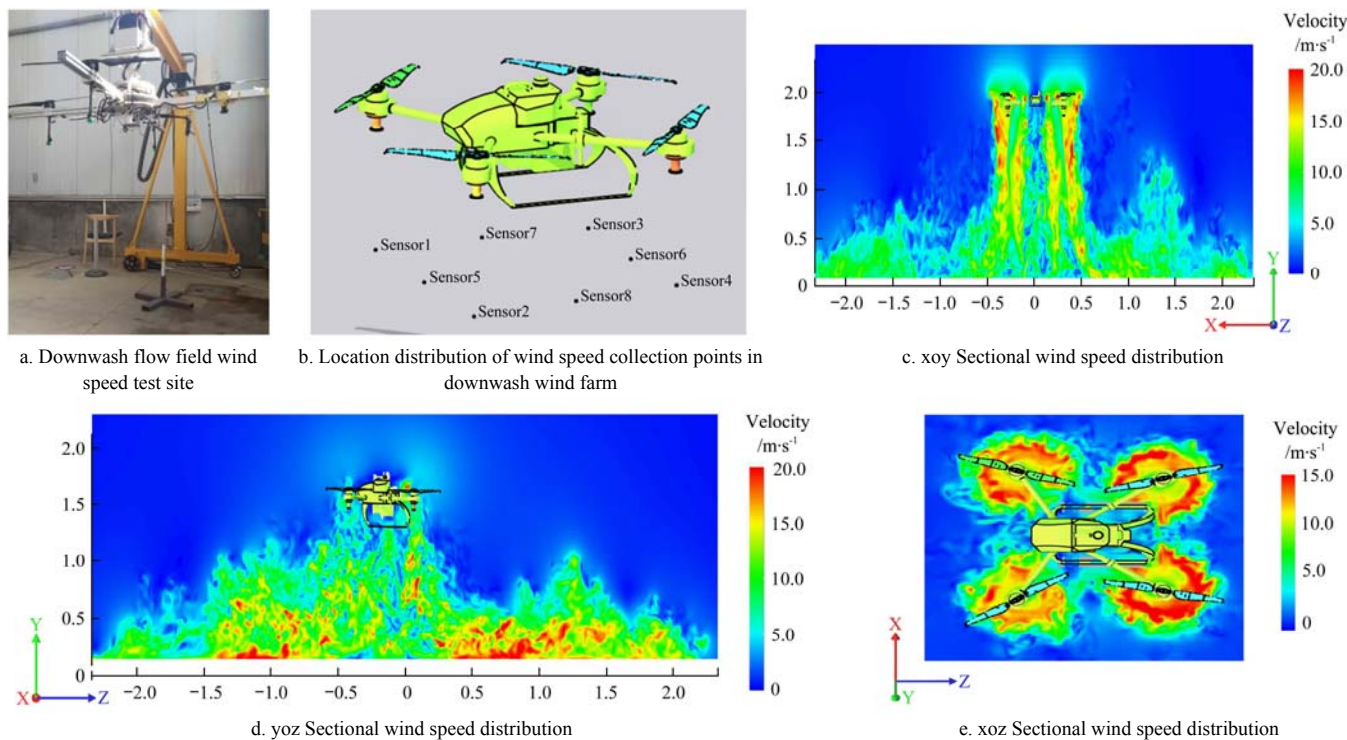 Sensor1
Sensor7
Sensor3
Sensor6
Sensor5
Sensor4
Sensor8
Sensor2
Velocity
/m·s⁻¹
20.0
15.0
10.0
5.0
0
2.0
1.5
1.0
0.5
0
−2.0 −1.5 −1.0 −0.5 0 0.5 1.0 1.5 2.0
Y
X Z
a. Downwash flow field wind
speed test site
b. Location distribution of wind speed collection points in
downwash wind farm
c. xoy Sectional wind speed distribution
2.0
1.5
1.0
0.5
0
Y
X Z
−2.0 −1.5 −1.0 −0.5 0 0.5 1.0 1.5 2.0
Velocity
/m·s⁻¹
20.0
15.0
10.0
5.0
0
d. yoz Sectional wind speed distribution
X
Z
Y
Velocity
/m·s⁻¹
15.0
10.0
5.0
0
e. xoz Sectional wind speed distribution